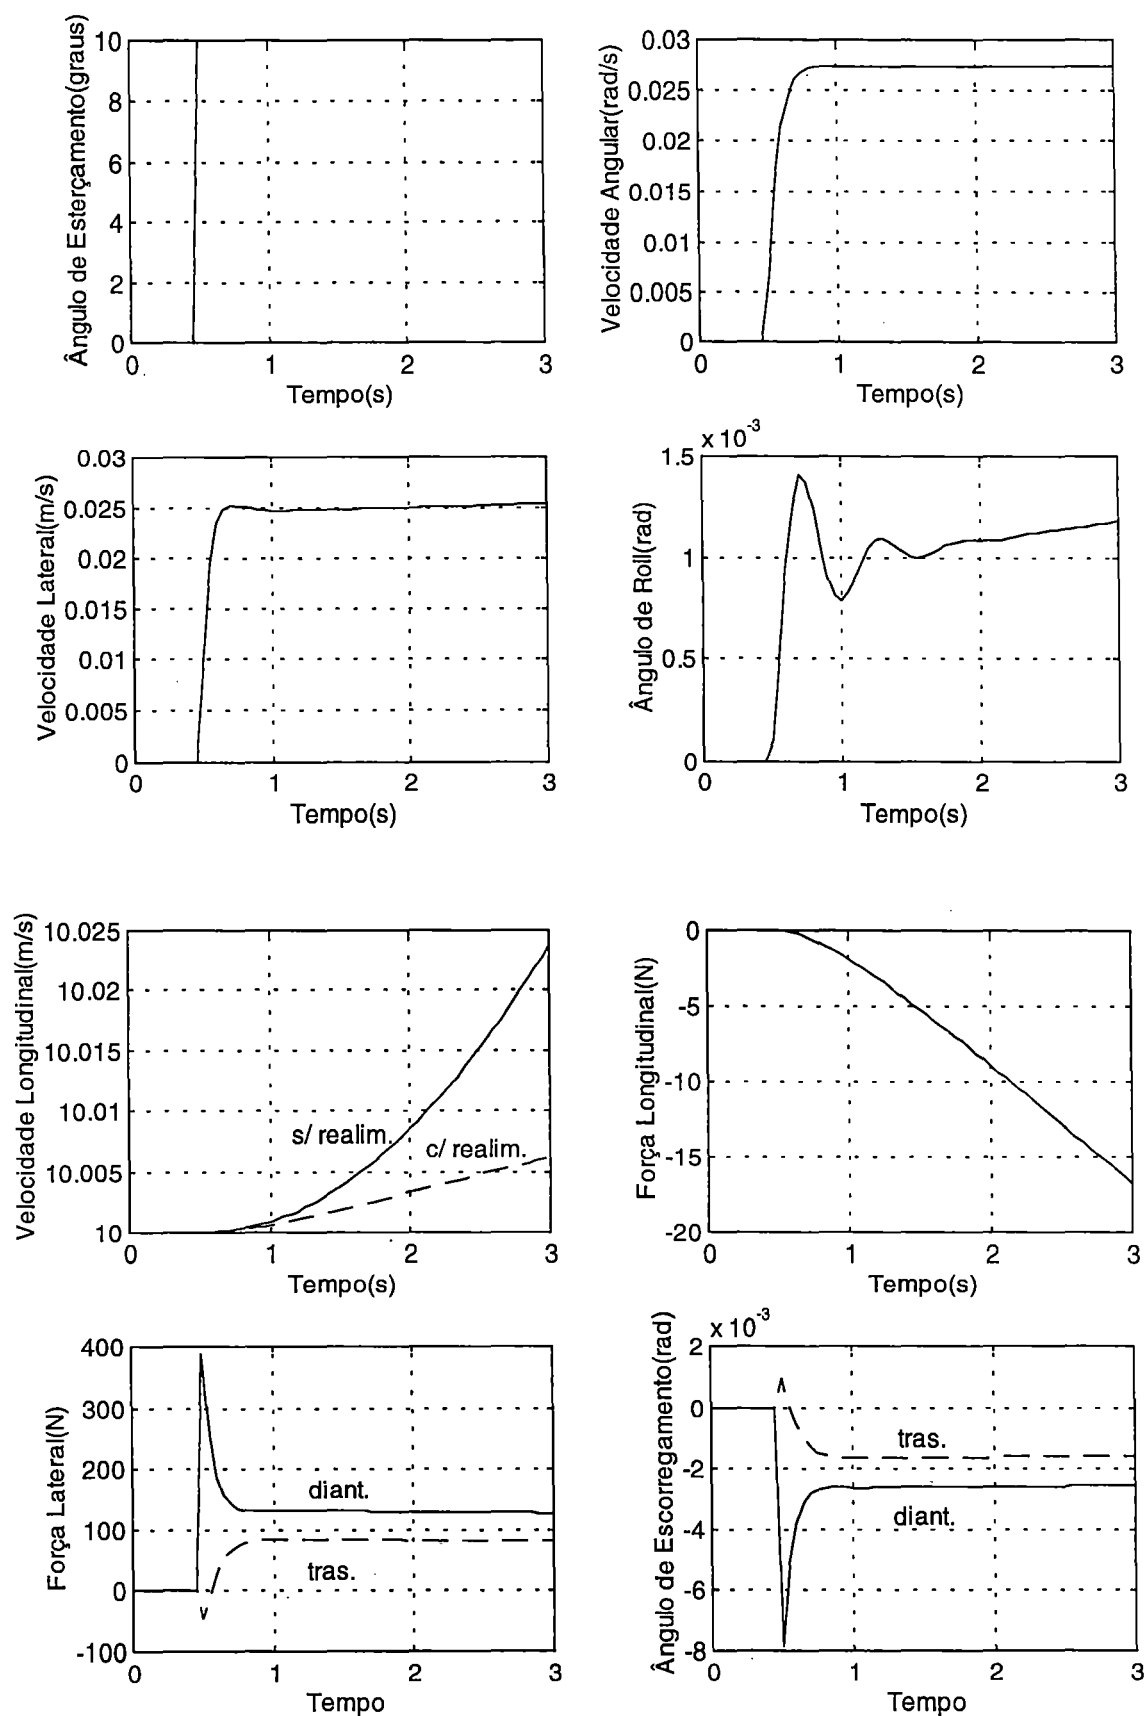 Ângulo de Esterçamento(graus)
10
8
6
4
2
0
0 1 2 3
Tempo(s)
Velocidade Angular(rad/s)
0.03
0.025
0.02
0.015
0.01
0.005
0
0 1 2 3
Tempo(s)
Velocidade Lateral(m/s)
0.03
0.025
0.02
0.015
0.01
0.005
0
0 1 2 3
Tempo(s)
x 10-3
Ângulo de Roll(rad)
1.5
1
0.5
0
0 1 2 3
Tempo(s)
Velocidade Longitudinal(m/s)
10.025
10.02
10.015
10.01
10.005
10
s/ realim.
c/ realim.
0 1 2 3
Tempo(s)
Força Longitudinal(N)
0
-5
-10
-15
-20
0 1 2 3
Tempo(s)
Força Lateral(N)
400
300
200
100
0
-100
diant.
tras.
0 1 2 3
Tempo
x 10-3
Ângulo de Escorregamento(rad)
2
0
-2
-4
-6
-8
tras.
diant.
0 1 2 3
Tempo